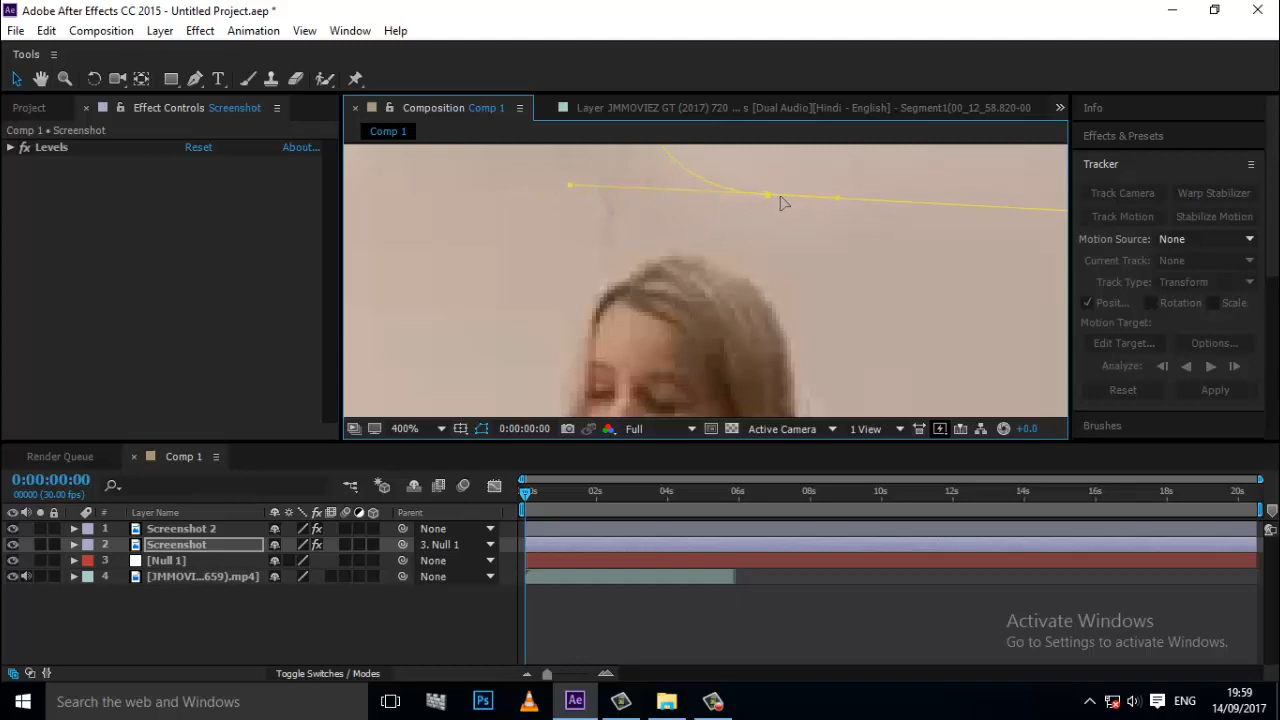 Adobe After Effects CC 2015 - Untitled Project.aep *
File Edit Composition Layer Effect Animation View Window Help
Tools
Project Effect Controls Screenshot
Composition Comp 1
Layer JMMOVIEZ GT (2017) 720 ... s [Dual Audio][Hindi - English] - Segment1(00_12_58.820-00
Info
Comp 1 • Screenshot
Comp 1
Effects & Presets
fx Levels Reset About...
Tracker
Track Camera Warp Stabilizer
Track Motion Stabilize Motion
Motion Source: None
Current Track: None
Track Type: Transform
Posit... Rotation Scale
Motion Target:
Edit Target... Options...
Analyze:
Reset Apply
400% 0:00:00:00 Full Active Camera 1 View +0.0
Brushes
Render Queue Comp 1
0:00:00:00
00000 (30.00 fps)
0s 02s 04s 06s 08s 10s 12s 14s 16s 18s 20s
# Layer Name Parent
1 Screenshot 2 fx None
2 Screenshot fx 3. Null 1
3 [Null 1] None
4 [JMMOVI...659).mp4] None
Activate Windows
Go to Settings to activate Windows.
Toggle Switches / Modes
Search the web and Windows
Ps
Ae
ENG
19:59
14/09/2017